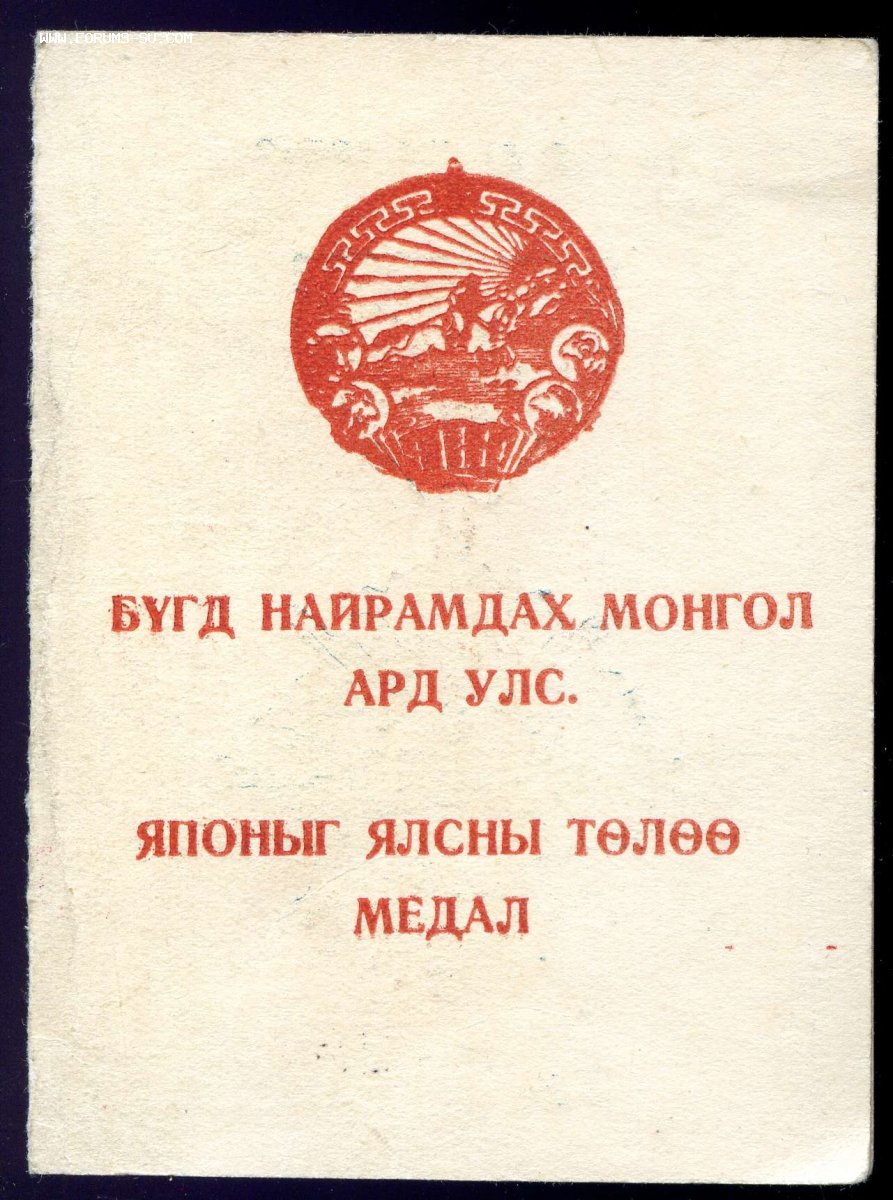 БҮГД НАЙРАМДАХ МОНГОЛ
АРД УЛС.
ЯПОНЫГ ЯЛСНЫ ТӨЛӨӨ
МЕДАЛ